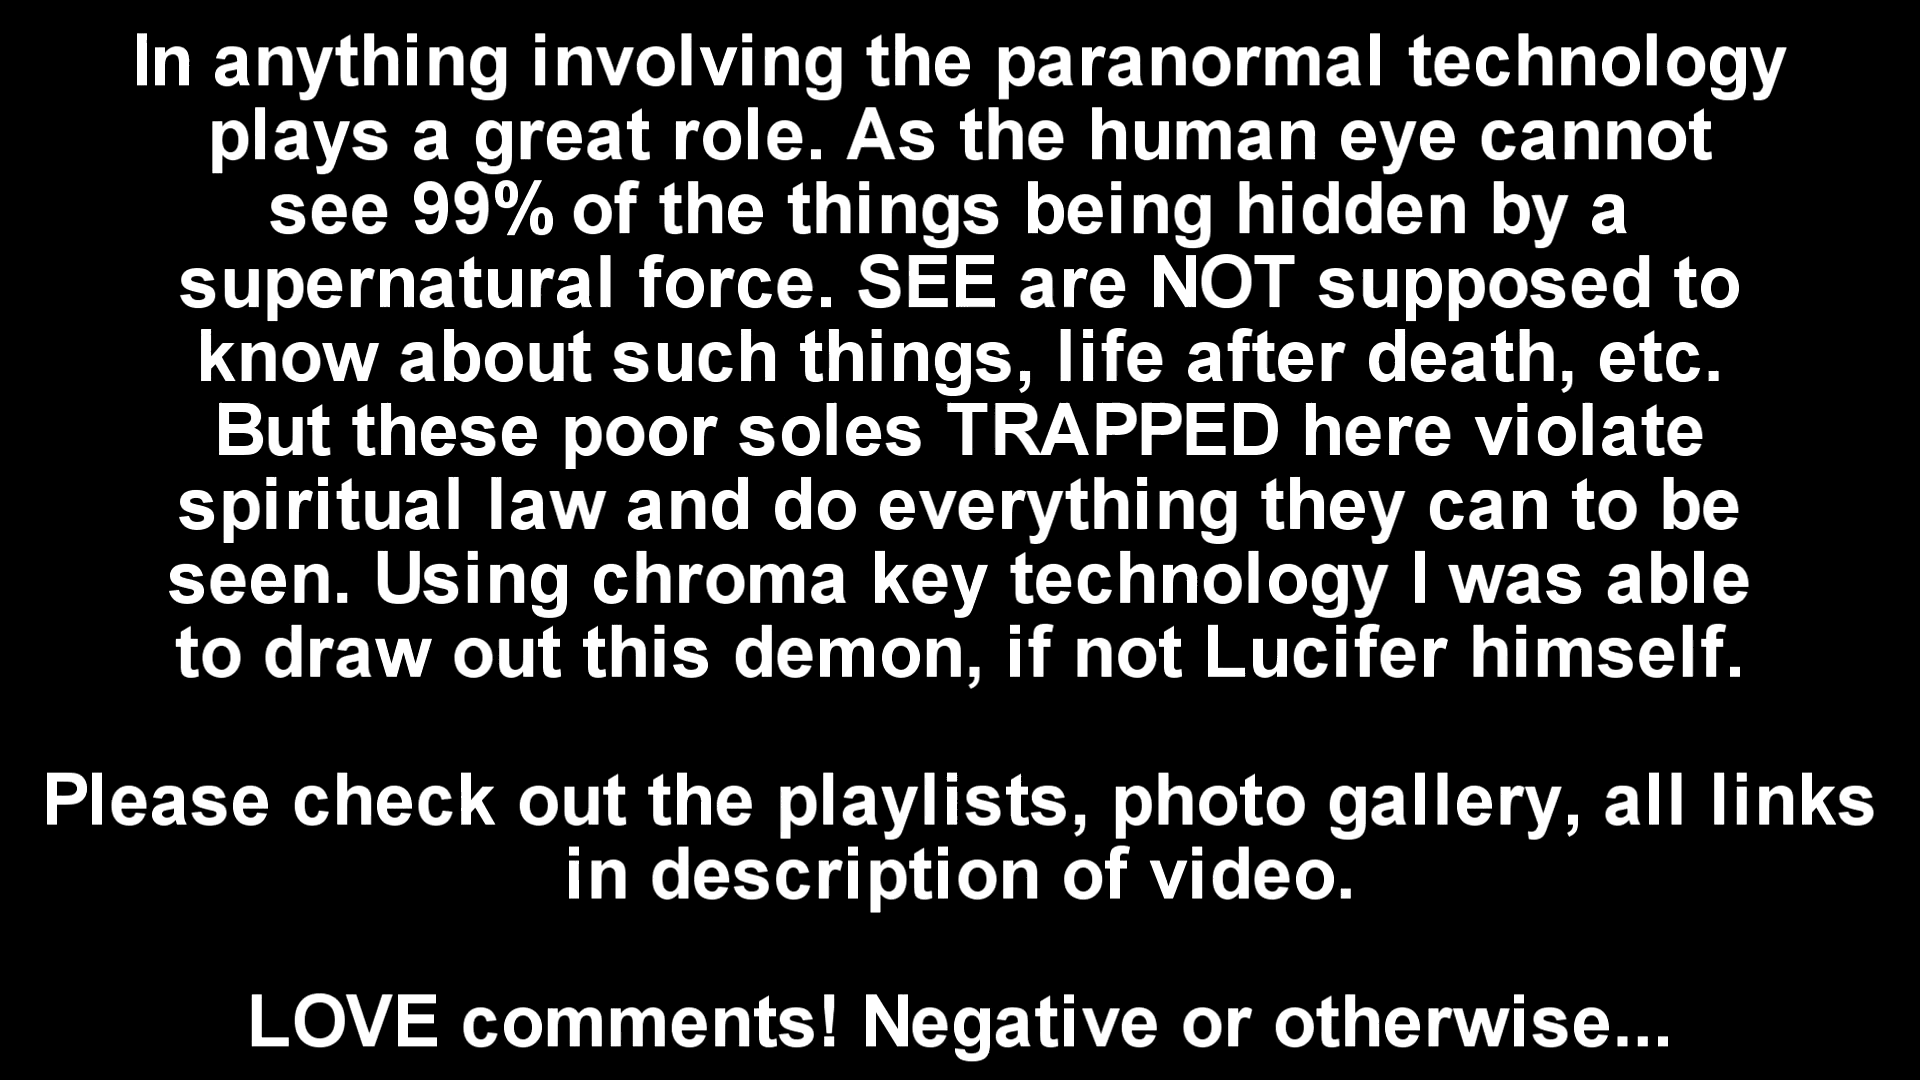 In anything involving the paranormal technology
plays a great role. As the human eye cannot
see 99% of the things being hidden by a
supernatural force. SEE are NOT supposed to
know about such things, life after death, etc.
But these poor soles TRAPPED here violate
spiritual law and do everything they can to be
seen. Using chroma key technology I was able
to draw out this demon, if not Lucifer himself.
Please check out the playlists, photo gallery, all links
in description of video.
LOVE comments! Negative or otherwise...